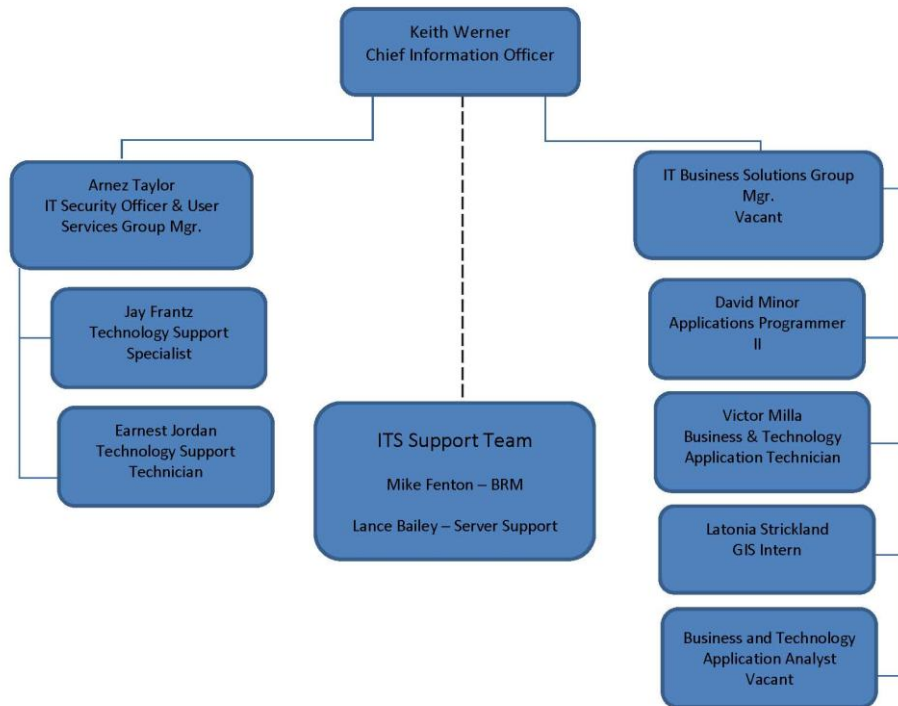 Keith Werner
Chief Information Officer
Arnez Taylor
IT Security Officer & User
Services Group Mgr.
Jay Frantz
Technology Support
Specialist
Earnest Jordan
Technology Support
Technician
ITS Support Team
Mike Fenton – BRM
Lance Bailey – Server Support
IT Business Solutions Group
Mgr.
Vacant
David Minor
Applications Programmer
II
Victor Milla
Business & Technology
Application Technician
Latonia Strickland
GIS Intern
Business and Technology
Application Analyst
Vacant